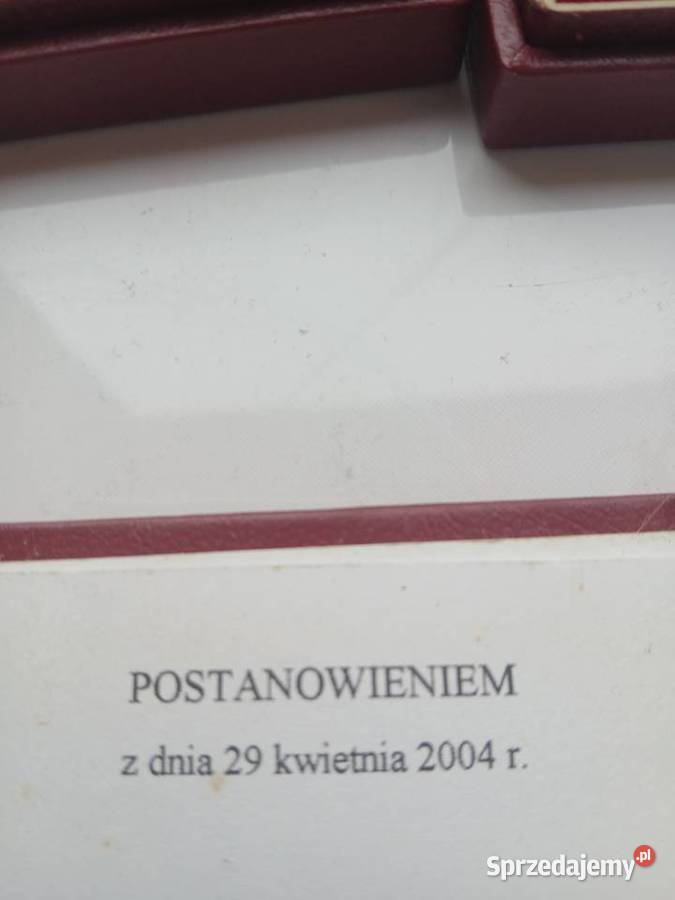 POSTANOWIENIEM
z dnia 29 kwietnia 2004 r.
Sprzedajemy.pl